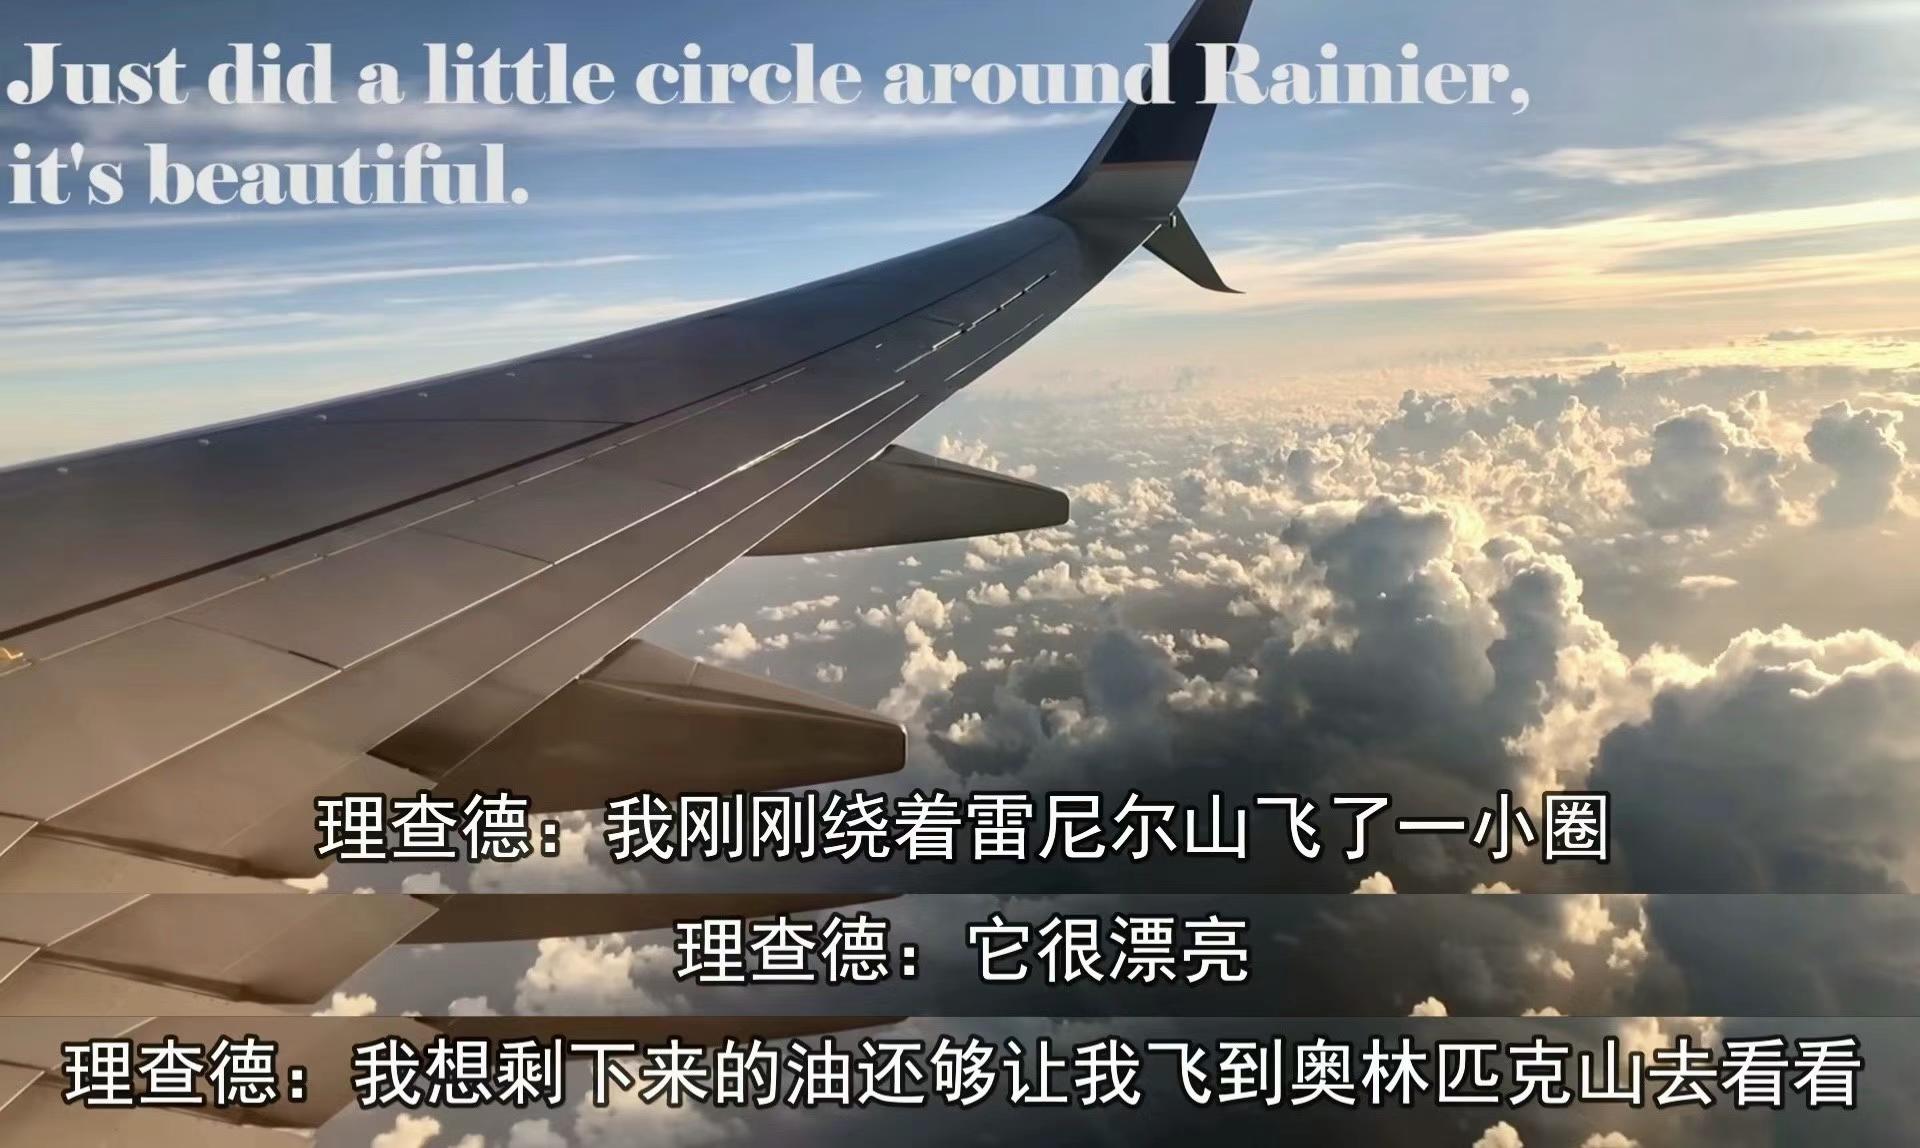 Just did a little circle around Rainier,
it's beautiful.
理查德：我刚刚绕着雷尼尔山飞了一小圈
理查德：它很漂亮
理查德：我想剩下来的油还够让我飞到奥林匹克山去看看